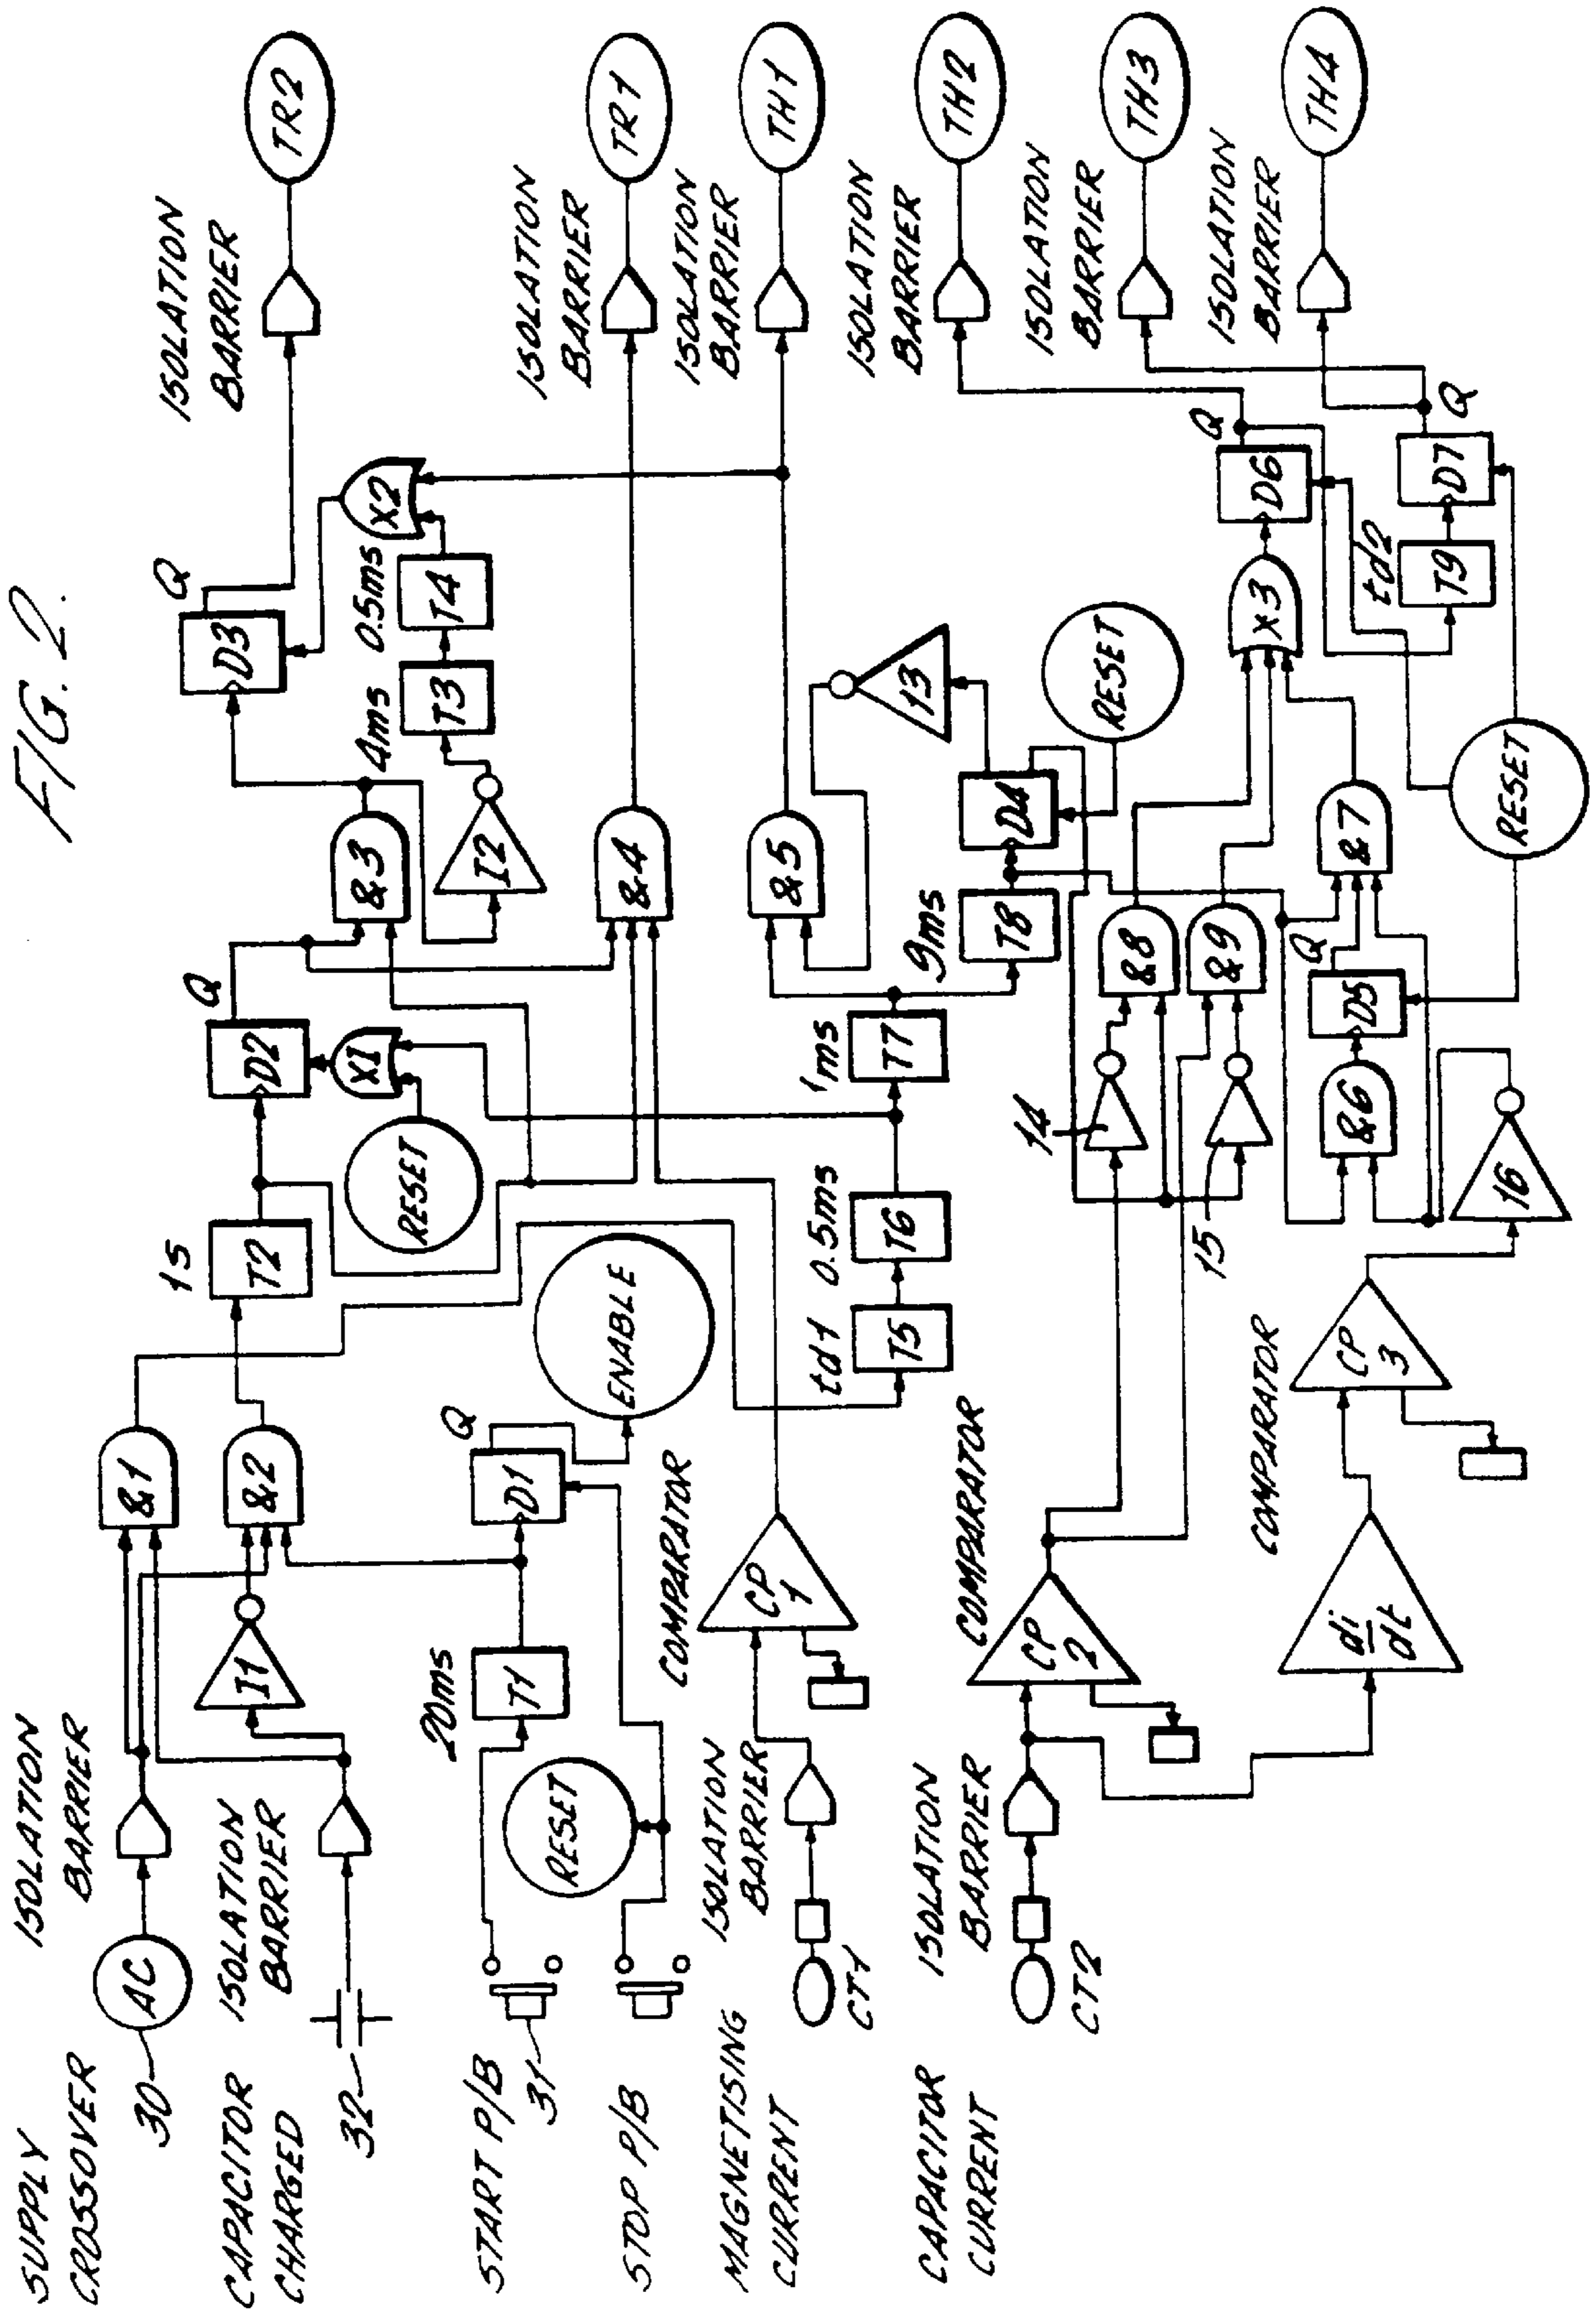 FIG. 2.
SUPPLY
CROSSOVER
30
AC
ISOLATION
BARRIER
CAPACITOR
CHARGED
32
ISOLATION
BARRIER
I1
&1
&2
1s
T2
D2
Q
X1
RESET
&3
I2
4ms
T3
0.5ms
T4
X2
D3
Q
ISOLATION
BARRIER
TR2
START P/B
31
20ms
T1
D1
Q
ENABLE
STOP P/B
RESET
&4
ISOLATION
BARRIER
TR1
MAGNETISING
CURRENT
CT1
ISOLATION
BARRIER
COMPARATOR
CP
1
td1
T5
0.5ms
T6
1ms
T7
&5
9ms
T8
D4
13
RESET
ISOLATION
BARRIER
TH1
CAPACITOR
CURRENT
CT2
ISOLATION
BARRIER
COMPARATOR
CP
2
14
15
&8
&9
X3
D6
Q
ISOLATION
BARRIER
TH2
di
dt
COMPARATOR
CP
3
16
&6
D5
Q
&7
RESET
td2
T9
D7
Q
ISOLATION
BARRIER
TH3
ISOLATION
BARRIER
TH4